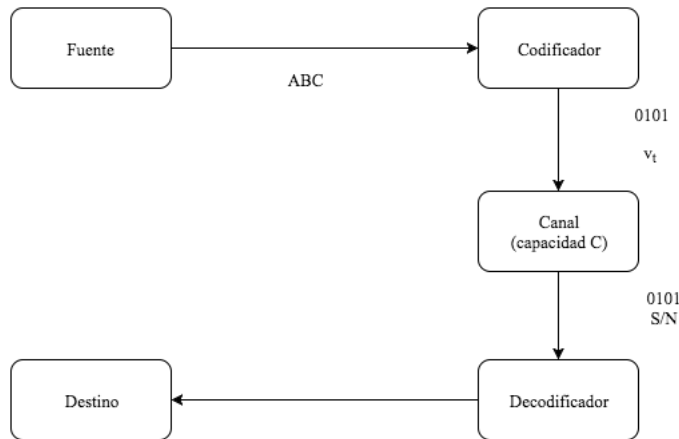 Fuente
Codificador
ABC
0101
vₜ
Canal
(capacidad C)
0101
S/N
Destino
Decodificador